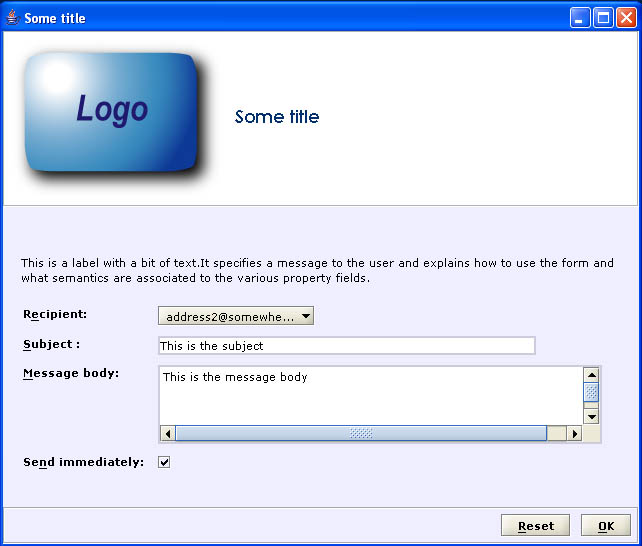 Some title
Logo
Some title
This is a label with a bit of text.It specifies a message to the user and explains how to use the form and
what semantics are associated to the various property fields.
Recipient: address2@somewhe...
Subject : This is the subject
Message body: This is the message body
Send immediately:
Reset OK